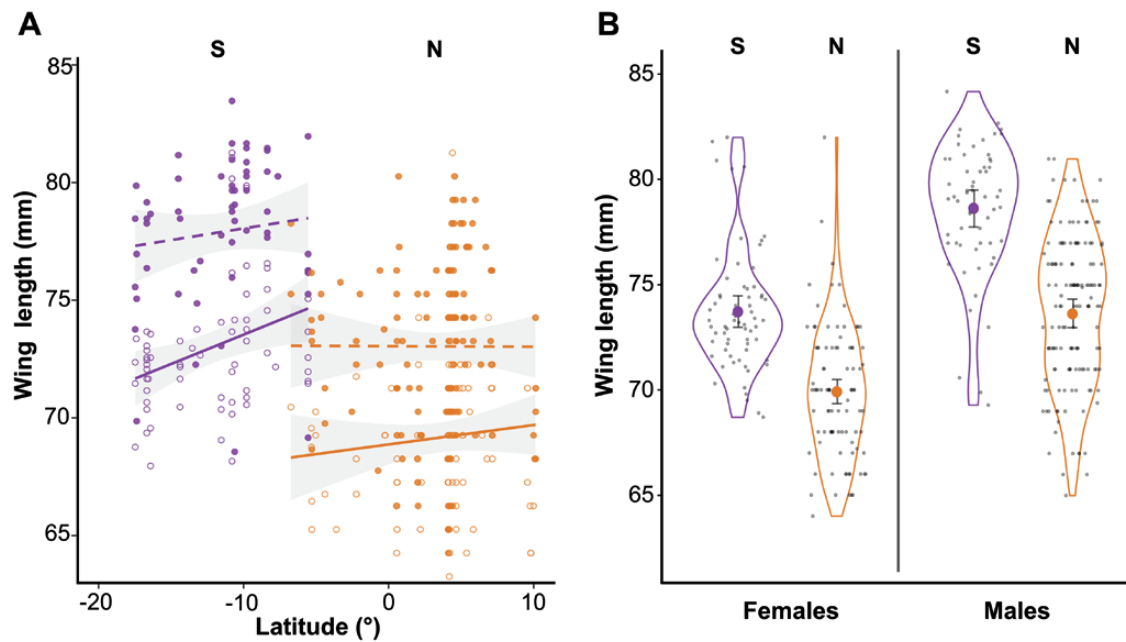 A
S N
85
80
75
70
65
Wing length (mm)
-20 -10 0 10
Latitude (°)
B
S N S N
85
80
75
70
65
Wing length (mm)
Females Males